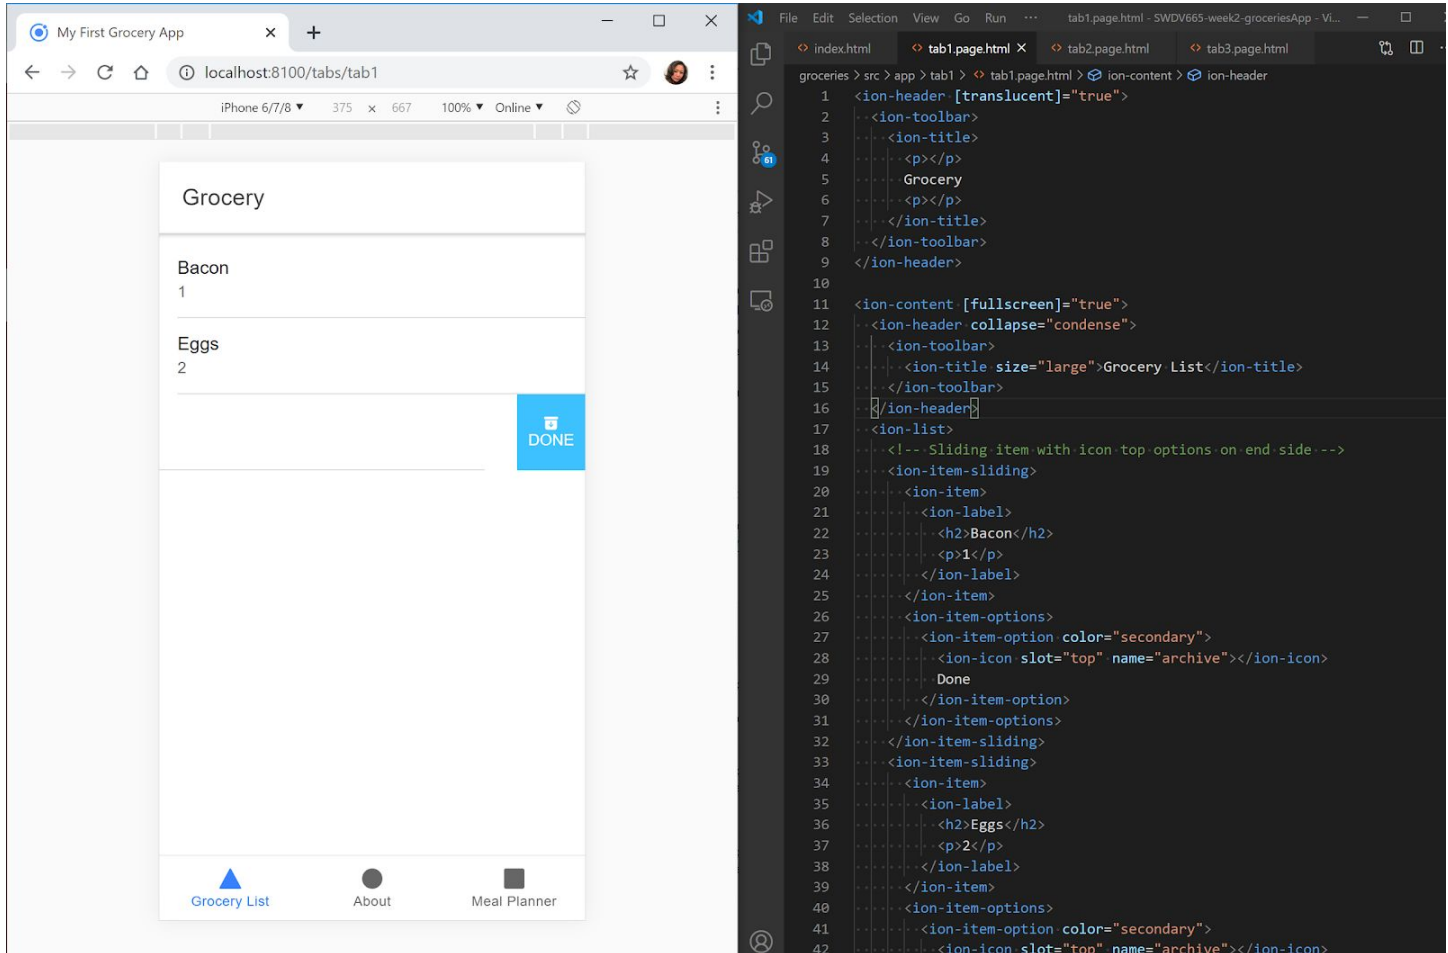 My First Grocery App
localhost:8100/tabs/tab1
iPhone 6/7/8 ▼ 375 x 667 100% ▼ Online ▼
Grocery
Bacon
1
Eggs
2
DONE
Grocery List About Meal Planner
File Edit Selection View Go Run ··· tab1.page.html - SWDV665-week2-groceriesApp - Vi...
index.html tab1.page.html tab2.page.html tab3.page.html
groceries > src > app > tab1 > tab1.page.html > ion-content > ion-header
61
1 <ion-header [translucent]="true">
2 <ion-toolbar>
3 <ion-title>
4 <p></p>
5 Grocery
6 <p></p>
7 </ion-title>
8 </ion-toolbar>
9 </ion-header>
10
11 <ion-content [fullscreen]="true">
12 <ion-header collapse="condense">
13 <ion-toolbar>
14 <ion-title size="large">Grocery List</ion-title>
15 </ion-toolbar>
16 </ion-header>
17 <ion-list>
18 <!-- Sliding item with icon top options on end side -->
19 <ion-item-sliding>
20 <ion-item>
21 <ion-label>
22 <h2>Bacon</h2>
23 <p>1</p>
24 </ion-label>
25 </ion-item>
26 <ion-item-options>
27 <ion-item-option color="secondary">
28 <ion-icon slot="top" name="archive"></ion-icon>
29 Done
30 </ion-item-option>
31 </ion-item-options>
32 </ion-item-sliding>
33 <ion-item-sliding>
34 <ion-item>
35 <ion-label>
36 <h2>Eggs</h2>
37 <p>2</p>
38 </ion-label>
39 </ion-item>
40 <ion-item-options>
41 <ion-item-option color="secondary">
42 <ion-icon slot="top" name="archive"></ion-icon>